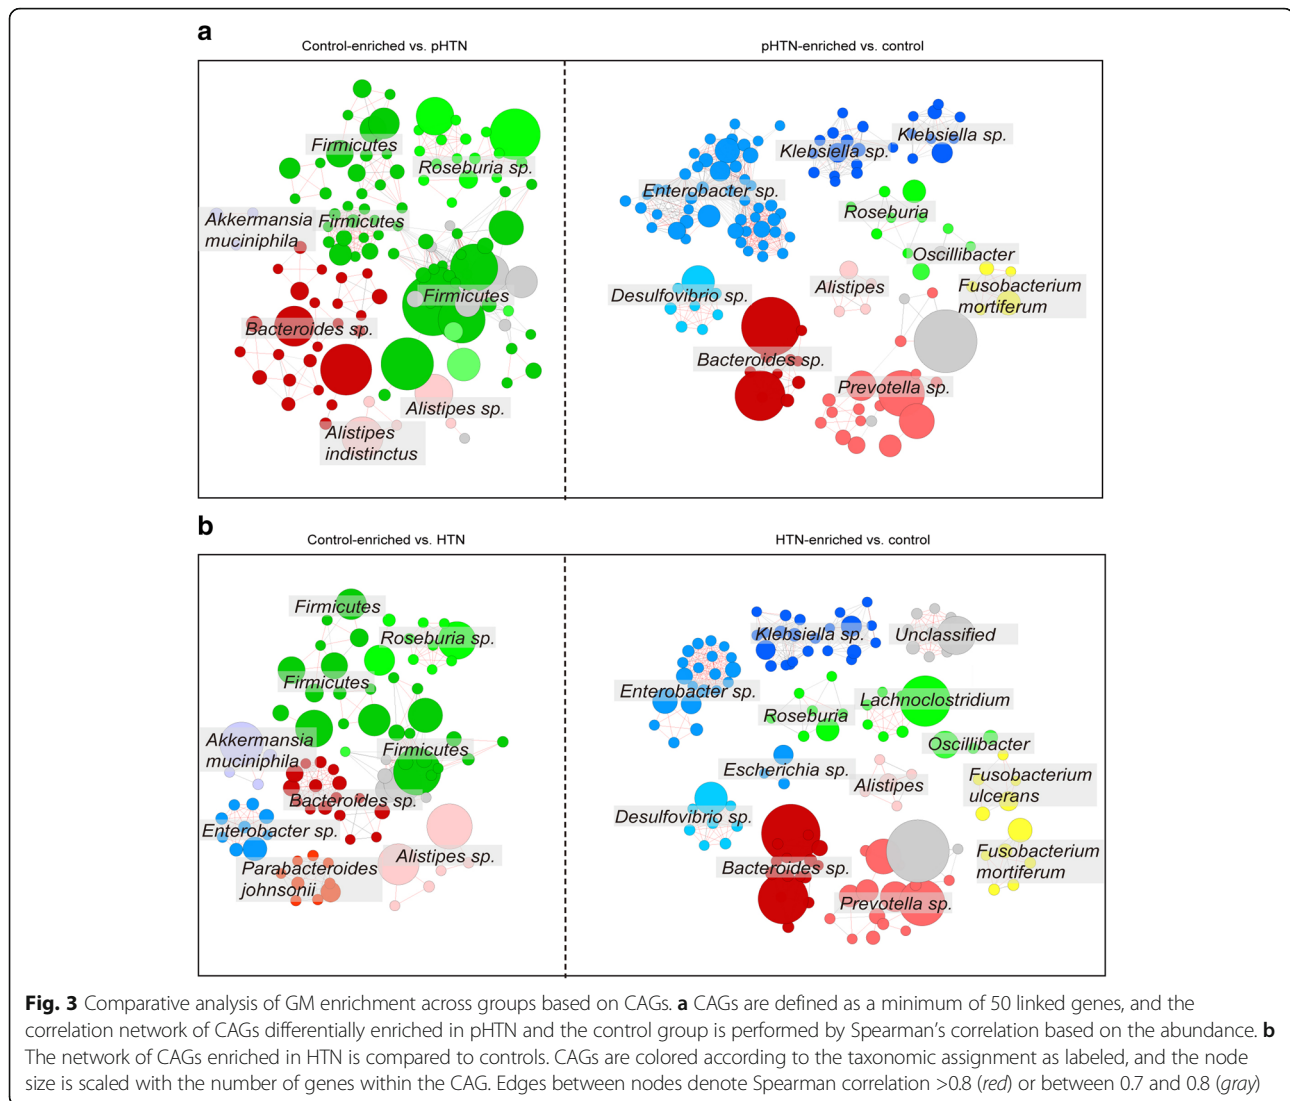 a
Control-enriched vs. pHTN
pHTN-enriched vs. control
Firmicutes
Roseburia sp.
Akkermansia
muciniphila
Firmicutes
Firmicutes
Bacteroides sp.
Alistipes sp.
Alistipes
indistinctus
Klebsiella sp.
Klebsiella sp.
Enterobacter sp.
Roseburia
Oscillibacter
Desulfovibrio sp.
Alistipes
Fusobacterium
mortiferum
Bacteroides sp.
Prevotella sp.
b
Control-enriched vs. HTN
HTN-enriched vs. control
Firmicutes
Roseburia sp.
Firmicutes
Akkermansia
muciniphila
Firmicutes
Bacteroides sp.
Enterobacter sp.
Alistipes sp.
Parabacteroides
johnsonii
Klebsiella sp.
Unclassified
Enterobacter sp.
Roseburia
Lachnoclostridium
Oscillibacter
Escherichia sp.
Alistipes
Fusobacterium
ulcerans
Desulfovibrio sp.
Bacteroides sp.
Fusobacterium
mortiferum
Prevotella sp.
Fig. 3 Comparative analysis of GM enrichment across groups based on CAGs. a CAGs are defined as a minimum of 50 linked genes, and the
correlation network of CAGs differentially enriched in pHTN and the control group is performed by Spearman's correlation based on the abundance. b
The network of CAGs enriched in HTN is compared to controls. CAGs are colored according to the taxonomic assignment as labeled, and the node
size is scaled with the number of genes within the CAG. Edges between nodes denote Spearman correlation >0.8 (red) or between 0.7 and 0.8 (gray)